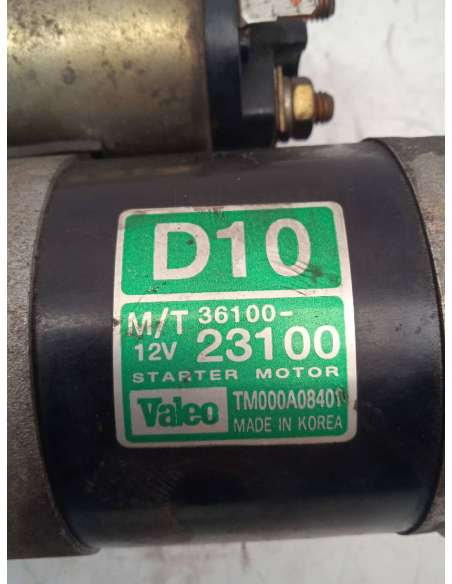 D10
M/T 36100-
12V 23100
STARTER MOTOR
Valeo TM000A08401
MADE IN KOREA